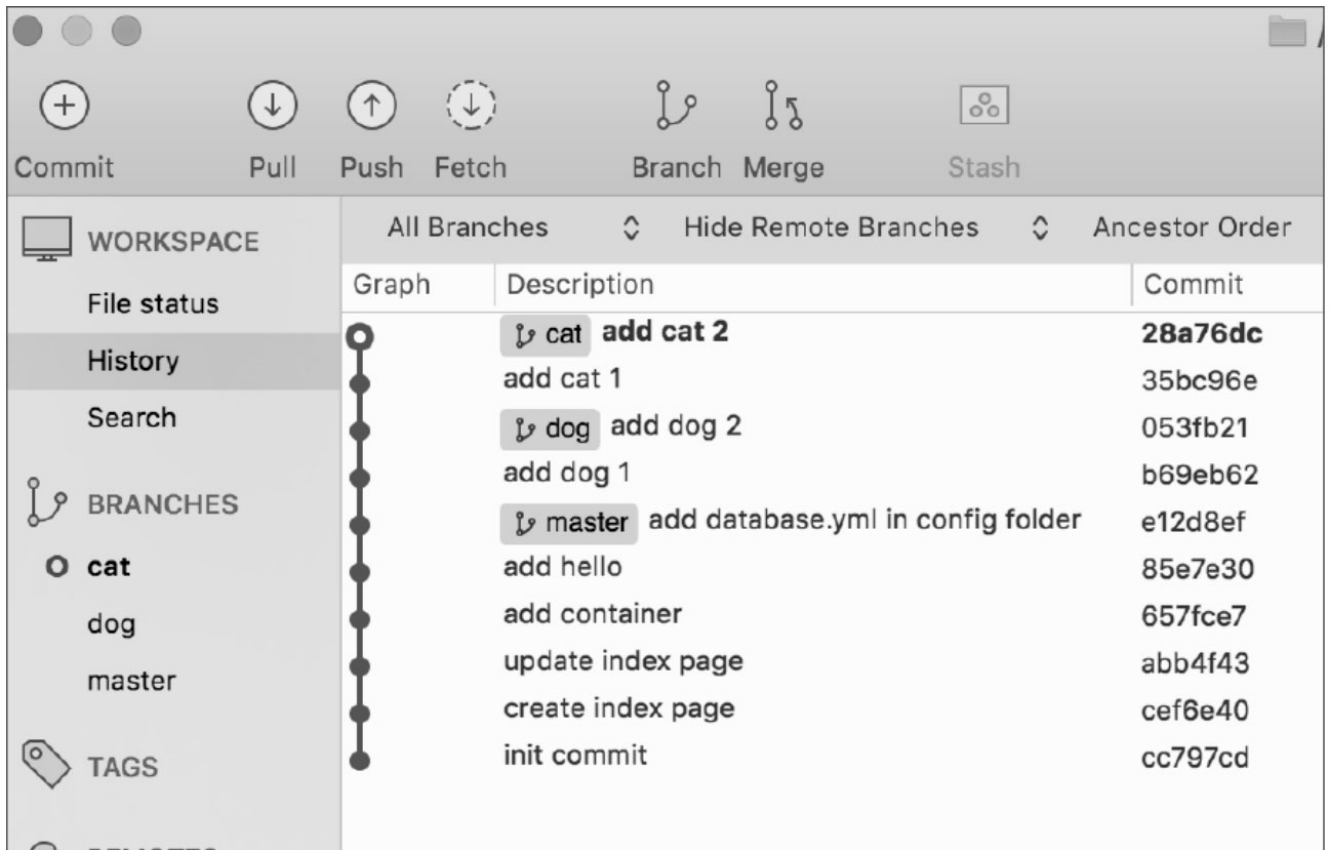 Commit Pull Push Fetch Branch Merge Stash
WORKSPACE
File status
History
Search
BRANCHES
cat
dog
master
TAGS
All Branches Hide Remote Branches Ancestor Order
Graph Description Commit
cat add cat 2 28a76dc
add cat 1 35bc96e
dog add dog 2 053fb21
add dog 1 b69eb62
master add database.yml in config folder e12d8ef
add hello 85e7e30
add container 657fce7
update index page abb4f43
create index page cef6e40
init commit cc797cd